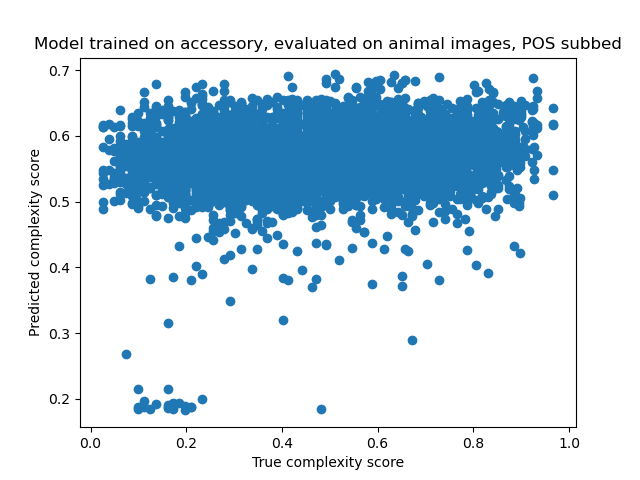 Model trained on accessory, evaluated on animal images, POS subbed
0.7
0.6
0.5
0.4
0.3
0.2
Predicted complexity score
0.0 0.2 0.4 0.6 0.8 1.0
True complexity score